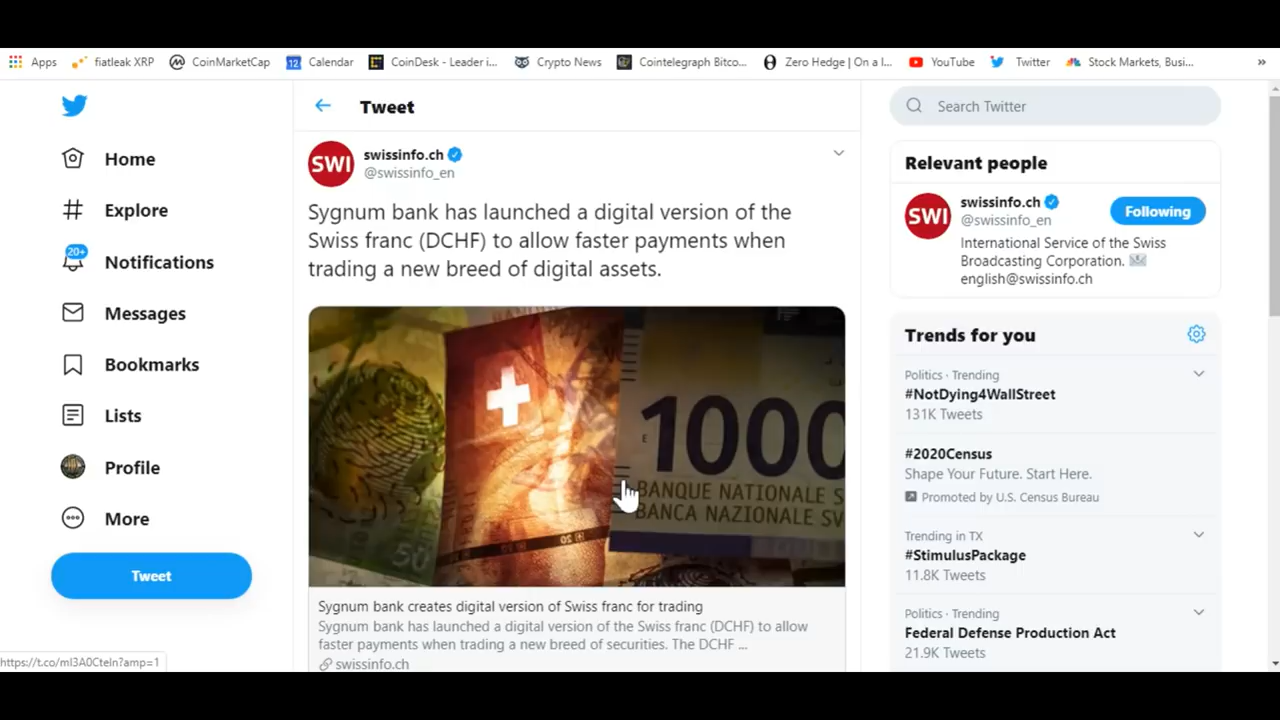 Apps
fiatleak XRP
CoinMarketCap
12
Calendar
CoinDesk - Leader i...
Crypto News
Cointelegraph Bitco...
Zero Hedge | On a l...
YouTube
Twitter
Stock Markets, Busi...
»
Home
Explore
20+
Notifications
Messages
Bookmarks
Lists
Profile
More
Tweet
Tweet
SWI
swissinfo.ch
@swissinfo_en
Sygnum bank has launched a digital version of the
Swiss franc (DCHF) to allow faster payments when
trading a new breed of digital assets.
1000
BANQUE NATIONALE S
BANCA NAZIONALE SV
50
20
Sygnum bank creates digital version of Swiss franc for trading
Sygnum bank has launched a digital version of the Swiss franc (DCHF) to allow
faster payments when trading a new breed of securities. The DCHF ...
swissinfo.ch
Search Twitter
Relevant people
SWI
swissinfo.ch
@swissinfo_en
Following
International Service of the Swiss
Broadcasting Corporation.
english@swissinfo.ch
Trends for you
Politics · Trending
#NotDying4WallStreet
131K Tweets
#2020Census
Shape Your Future. Start Here.
Promoted by U.S. Census Bureau
Trending in TX
#StimulusPackage
11.8K Tweets
Politics · Trending
Federal Defense Production Act
21.9K Tweets
https://t.co/mI3A0Cteln?amp=1